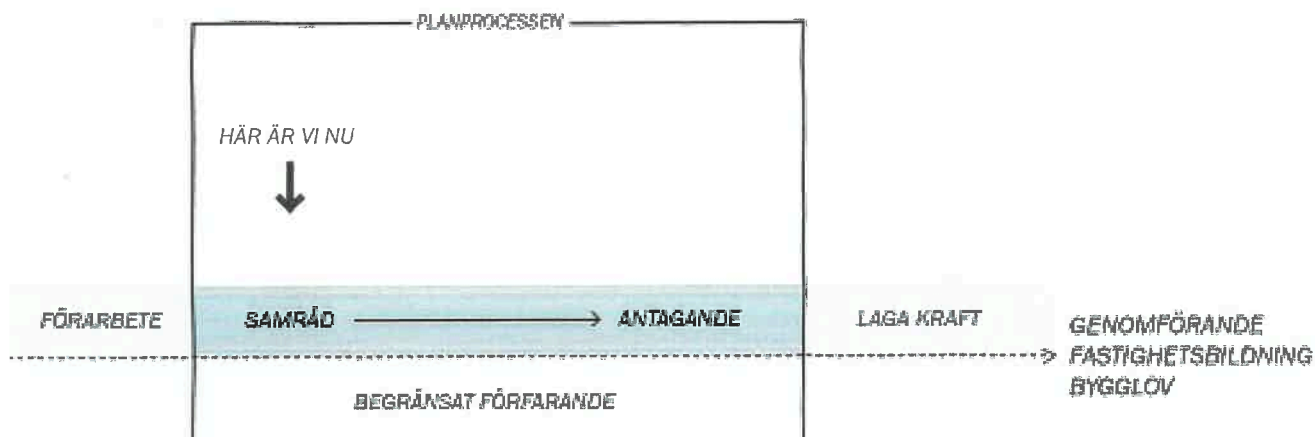 PLANPROCESSEN
HÄR ÄR VI NU
FÖRARBETE
SAMRÅD
ANTAGANDE
LAGA KRAFT
GENOMFÖRANDE
FASTIGHETSBILDNING
BYGGLOV
BEGRÄNSAT FÖRFARANDE